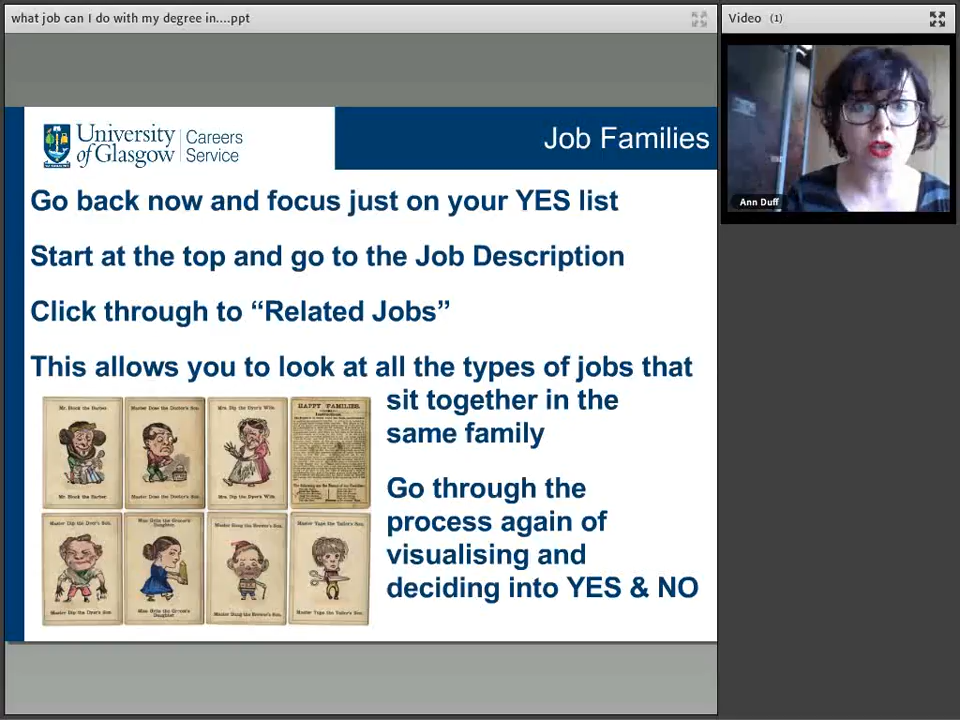 what job can I do with my degree in....ppt
Video (1)
University
of Glasgow
Careers
Service
Job Families
Ann Duff
Go back now and focus just on your YES list
Start at the top and go to the Job Description
Click through to “Related Jobs”
This allows you to look at all the types of jobs that
sit together in the
same family
Go through the
process again of
visualising and
deciding into YES & NO
HAPPY FAMILIES.